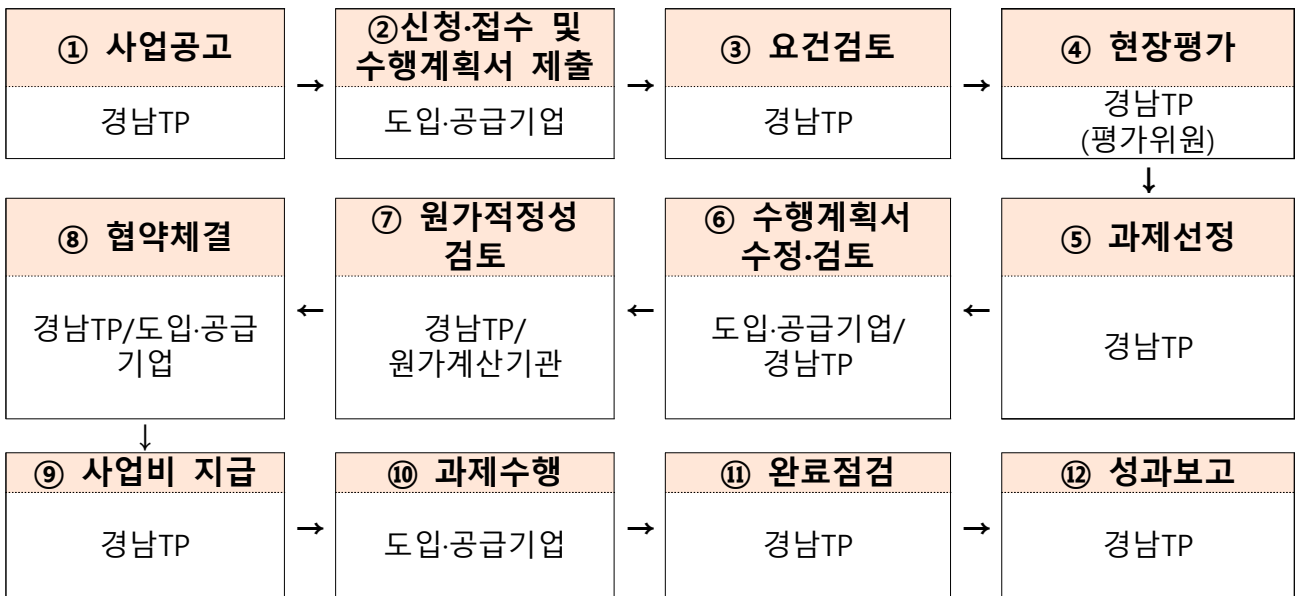 ① 사업공고
경남TP
→
②신청·접수 및
수행계획서 제출
도입·공급기업
→
③ 요건검토
경남TP
→
④ 현장평가
경남TP
(평가위원)
↓
⑤ 과제선정
경남TP
←
⑥ 수행계획서
수정·검토
도입·공급기업/
경남TP
←
⑦ 원가적정성
검토
경남TP/
원가계산기관
←
⑧ 협약체결
경남TP/도입·공급
기업
↓
⑨ 사업비 지급
경남TP
→
⑩ 과제수행
도입·공급기업
→
⑪ 완료점검
경남TP
→
⑫ 성과보고
경남TP